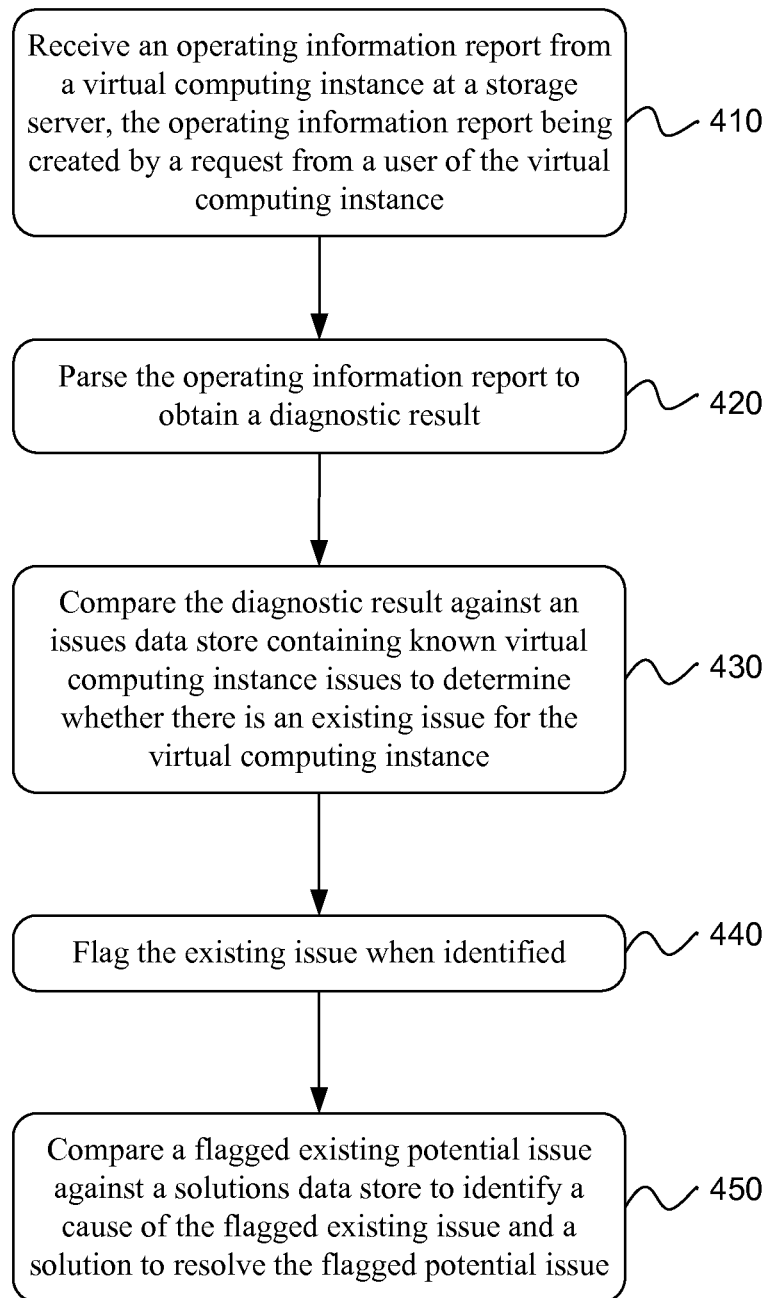 Receive an operating information report from
a virtual computing instance at a storage
server, the operating information report being
created by a request from a user of the virtual
computing instance
410
Parse the operating information report to
obtain a diagnostic result
420
Compare the diagnostic result against an
issues data store containing known virtual
computing instance issues to determine
whether there is an existing issue for the
virtual computing instance
430
Flag the existing issue when identified
440
Compare a flagged existing potential issue
against a solutions data store to identify a
cause of the flagged existing issue and a
solution to resolve the flagged potential issue
450